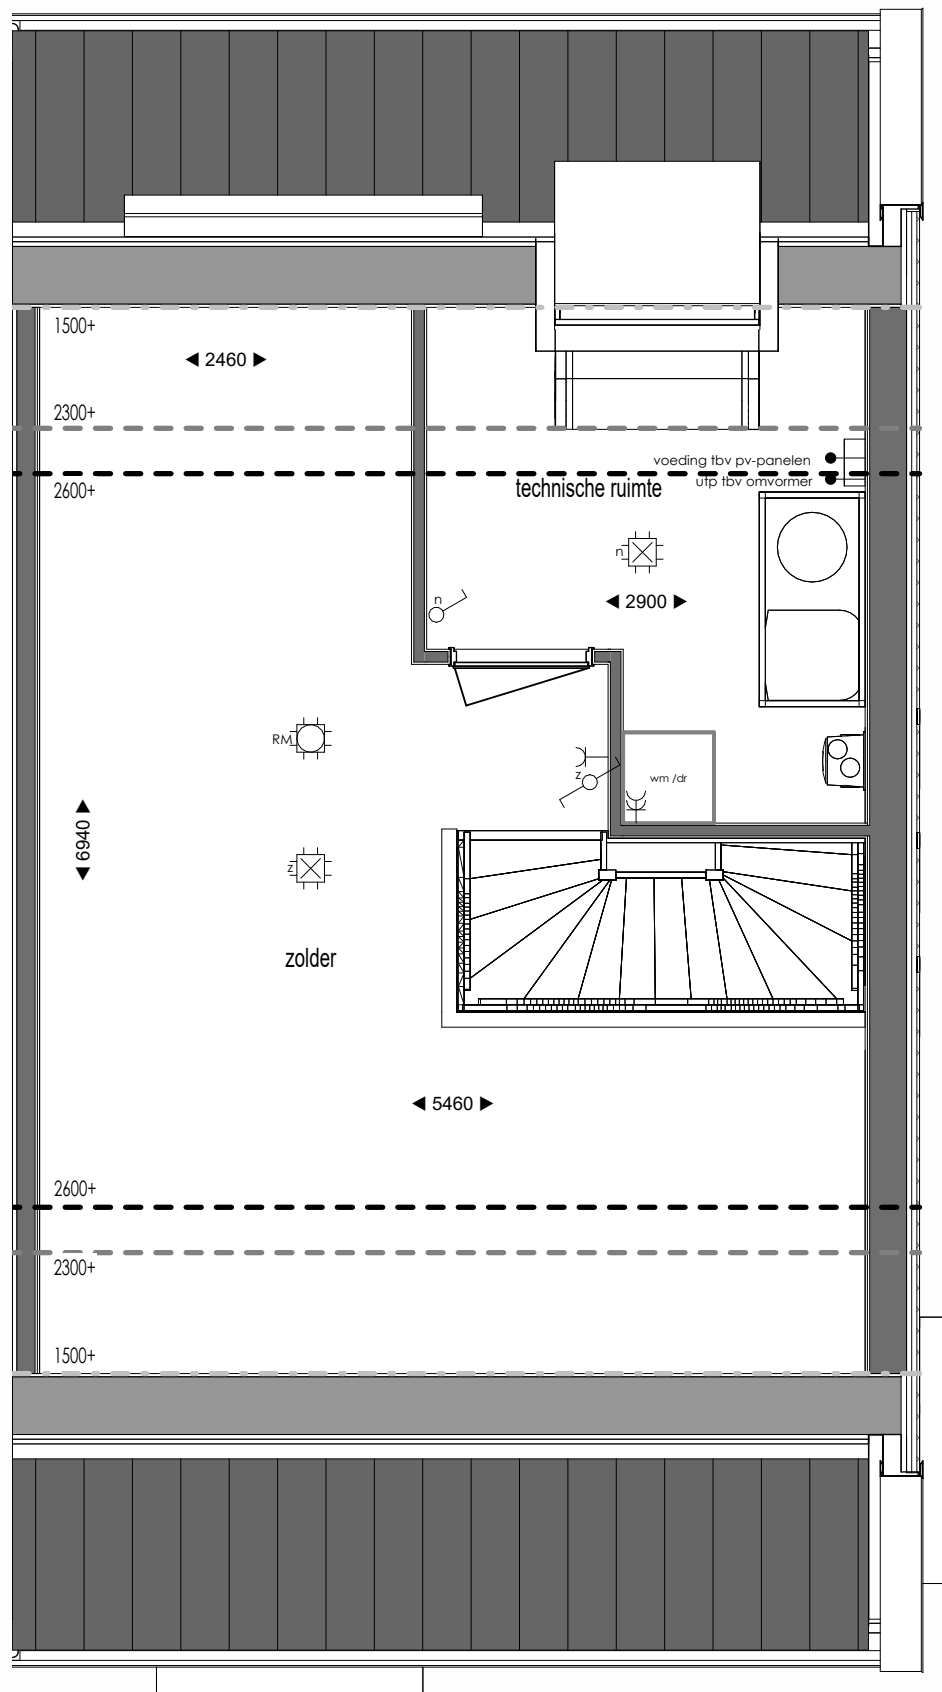 1500+
◀ 2460 ▶
2300+
voeding tbv pv-panelen
2600+
technische ruimte
utp tbv omvormer
n
◀ 2900 ▶
n
RM
z
wm /dr
◀ 6940 ▶
z
zolder
◀ 5460 ▶
2600+
2300+
1500+